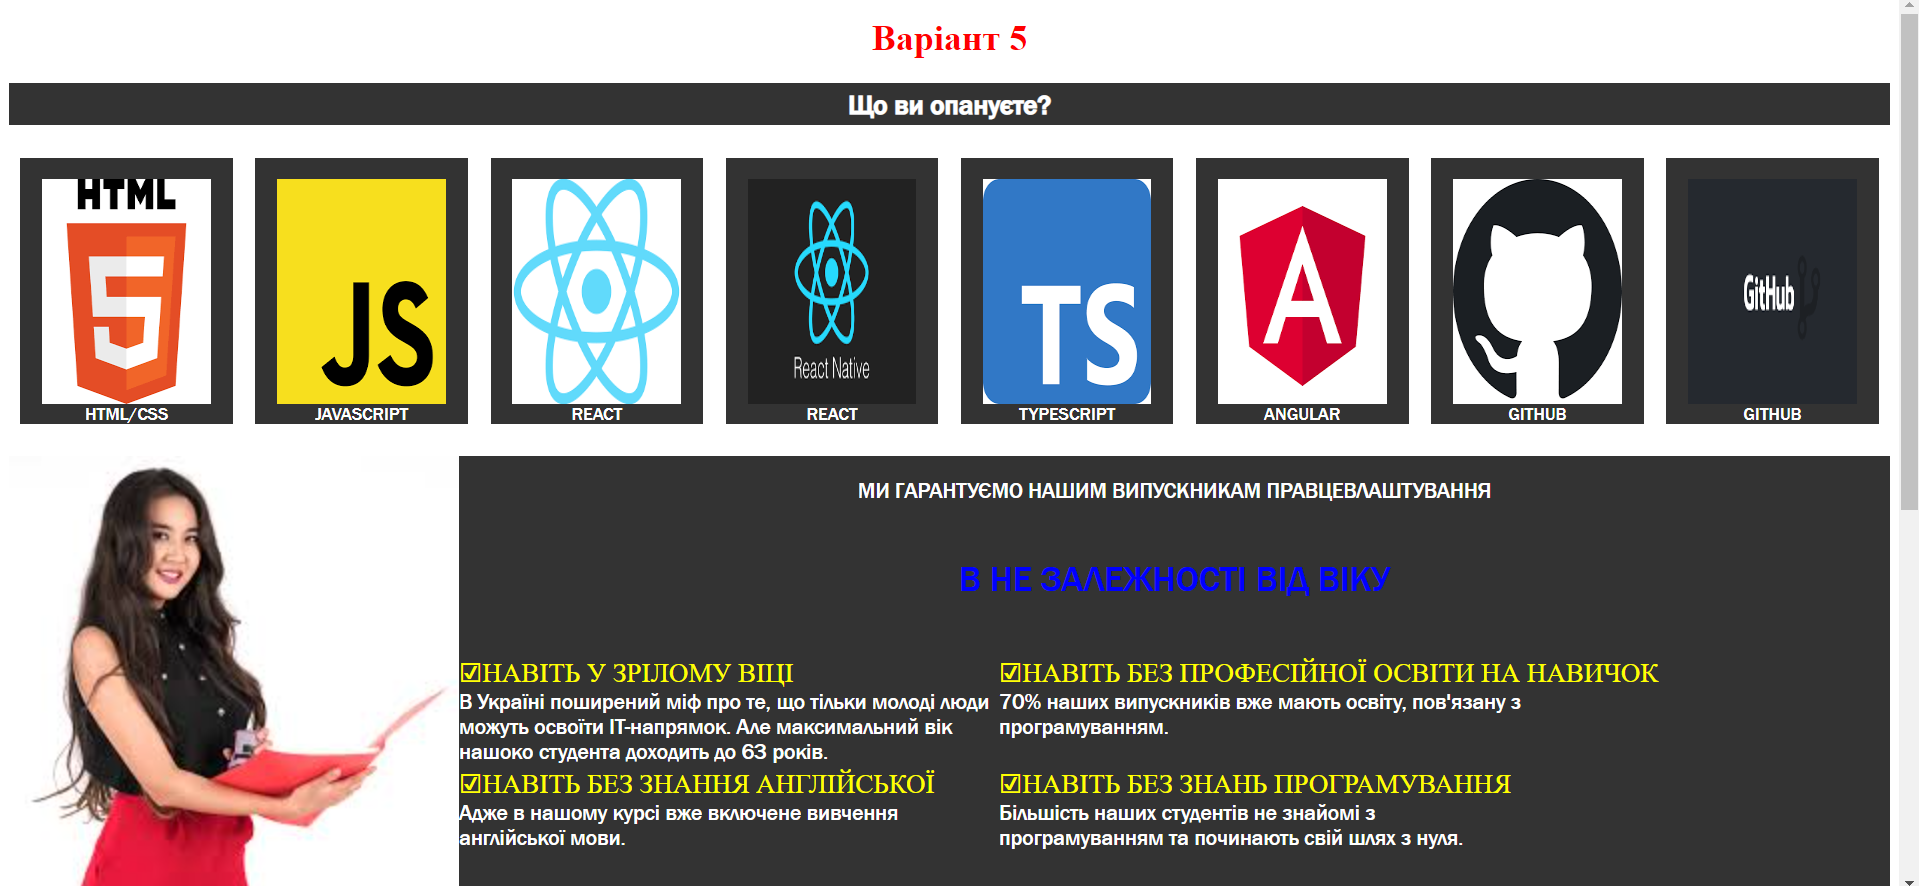 Варіант 5
Що ви опануєте?
HTML
5
JS
React Native
TS
A
GitHub
HTML/CSS
JAVASCRIPT
REACT
REACT
TYPESCRIPT
ANGULAR
GITHUB
GITHUB
МИ ГАРАНТУЄМО НАШИМ ВИПУСКНИКАМ ПРАВЦЕВЛАШТУВАННЯ
В НЕ ЗАЛЕЖНОСТІ ВІД ВІКУ
☑НАВІТЬ У ЗРІЛОМУ ВІЦІ
В Україні поширений міф про те, що тільки молоді люди
можуть освоїти IT-напрямок. Але максимальний вік
нашоко студента доходить до 63 років.
☑НАВІТЬ БЕЗ ПРОФЕСІЙНОЇ ОСВІТИ НА НАВИЧОК
70% наших випускників вже мають освіту, пов'язану з
програмуванням.
☑НАВІТЬ БЕЗ ЗНАННЯ АНГЛІЙСЬКОЇ
Адже в нашому курсі вже включене вивчення
англійської мови.
☑НАВІТЬ БЕЗ ЗНАНЬ ПРОГРАМУВАННЯ
Більшість наших студентів не знайомі з
програмуванням та починають свій шлях з нуля.